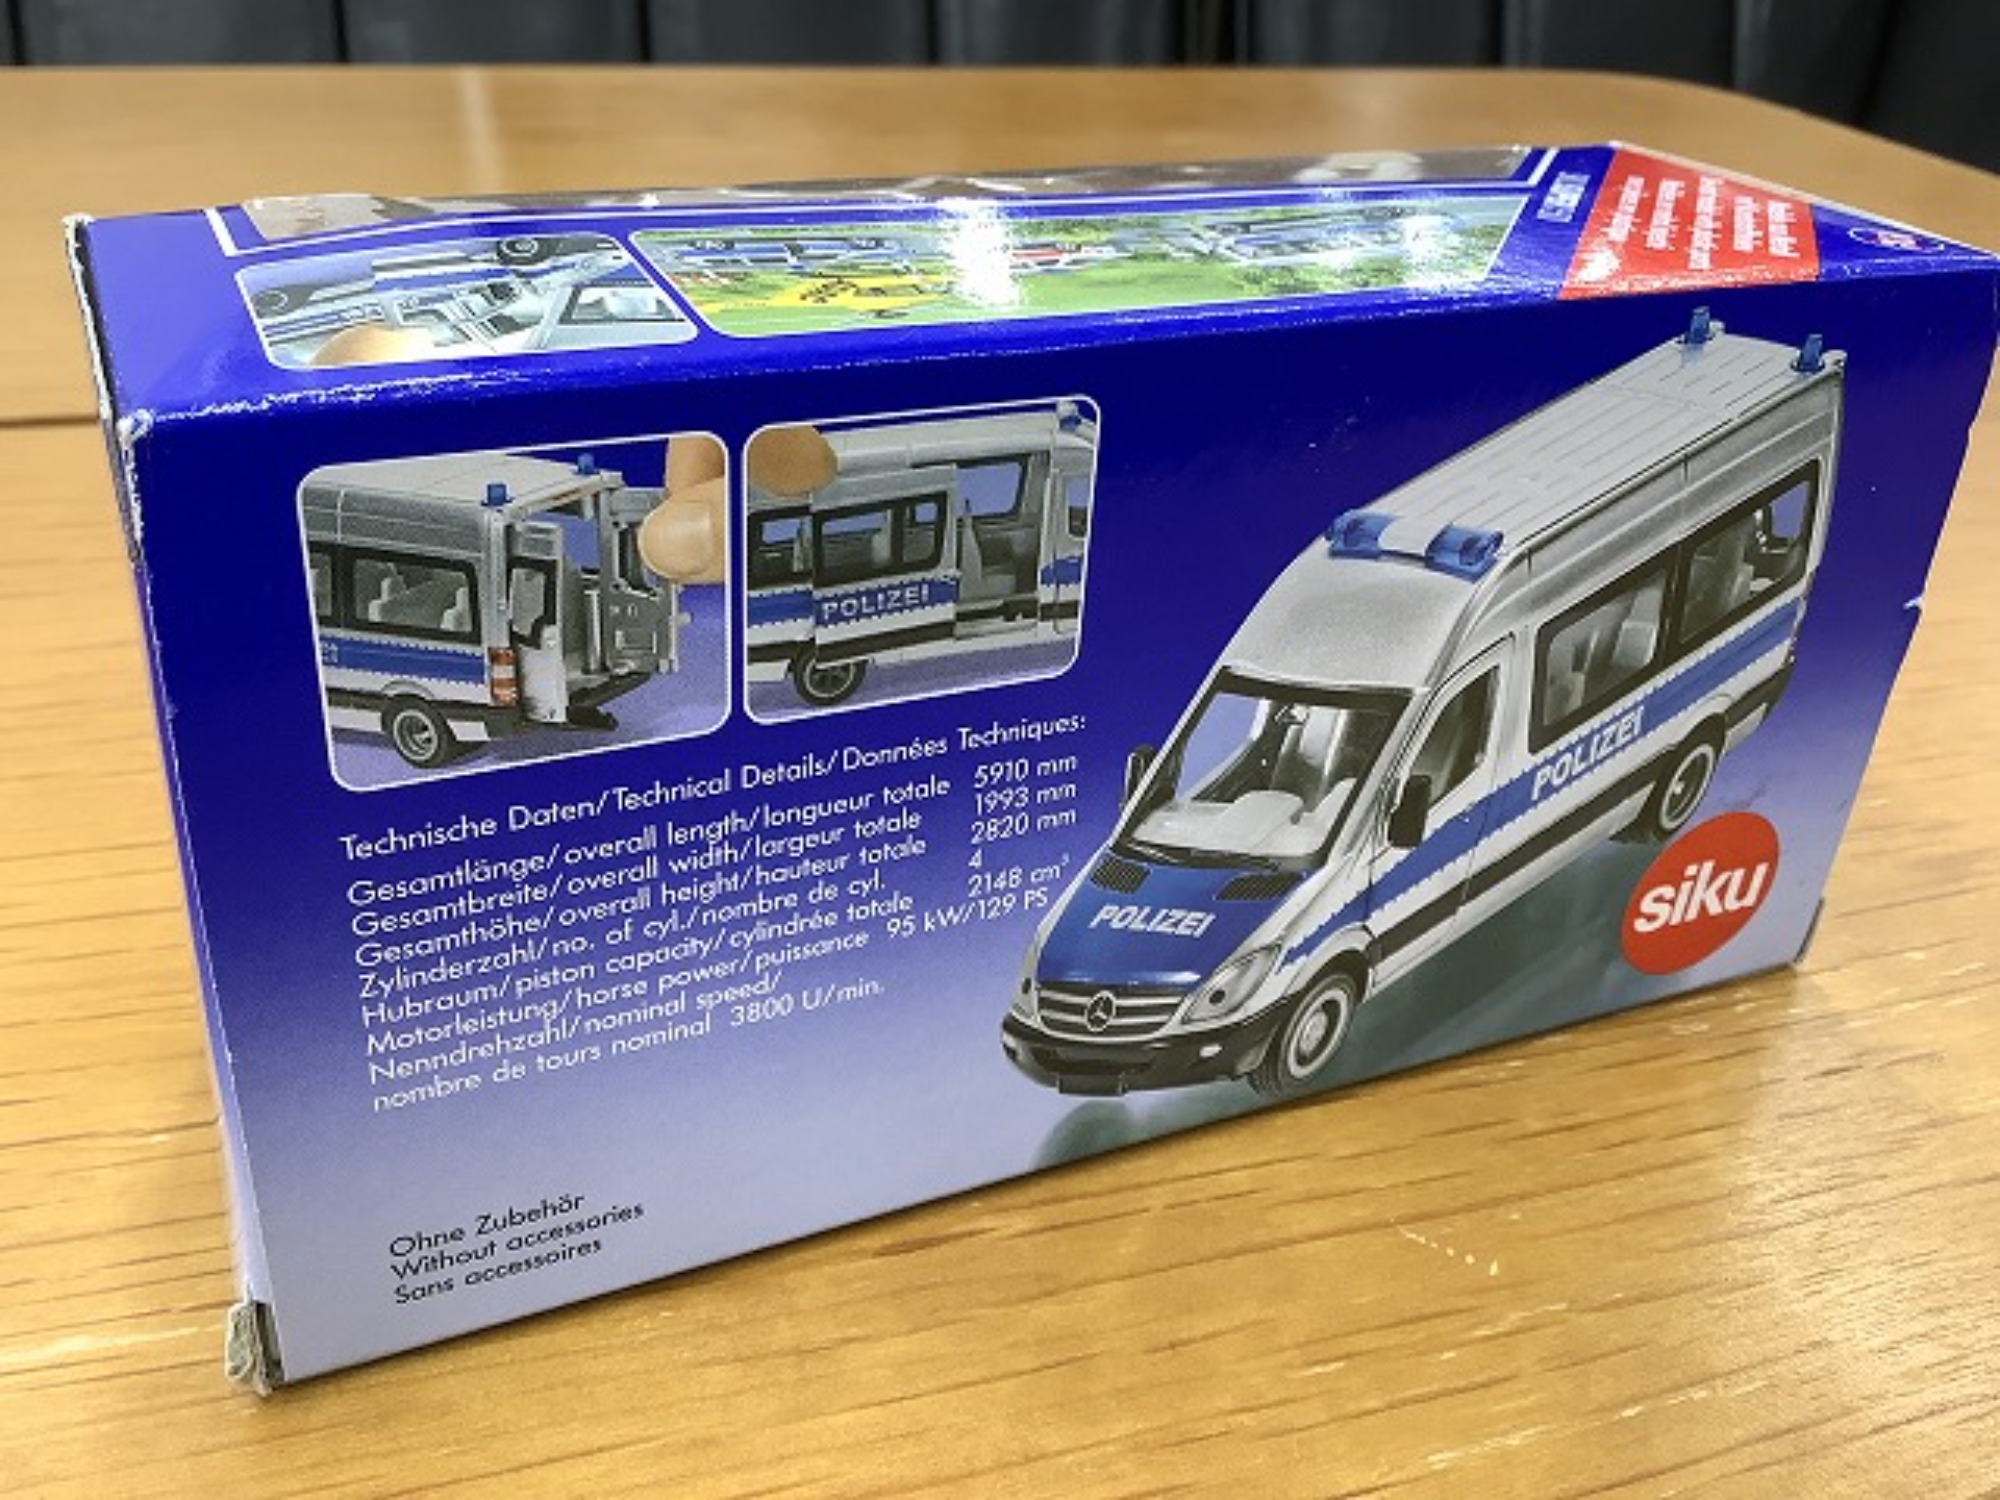 POLIZEI
POLIZEI
POLIZEI
siku
Technische Daten/Technical Details/Données Techniques:
Gesamtlänge/overall length/longueur totale 5910 mm
Gesamtbreite/overall width/largeur totale 1993 mm
Gesamthöhe/overall height/hauteur totale 2820 mm
Zylinderzahl/no. of cyl./nombre de cyl. 4
Hubraum/piston capacity/cylindrée totale 2148 cm³
Motorleistung/horse power/puissance 95 kW/129 PS
Nenndrehzahl/nominal speed/
nombre de tours nominal 3800 U/min.
Ohne Zubehör
Without accessories
Sans accessoires